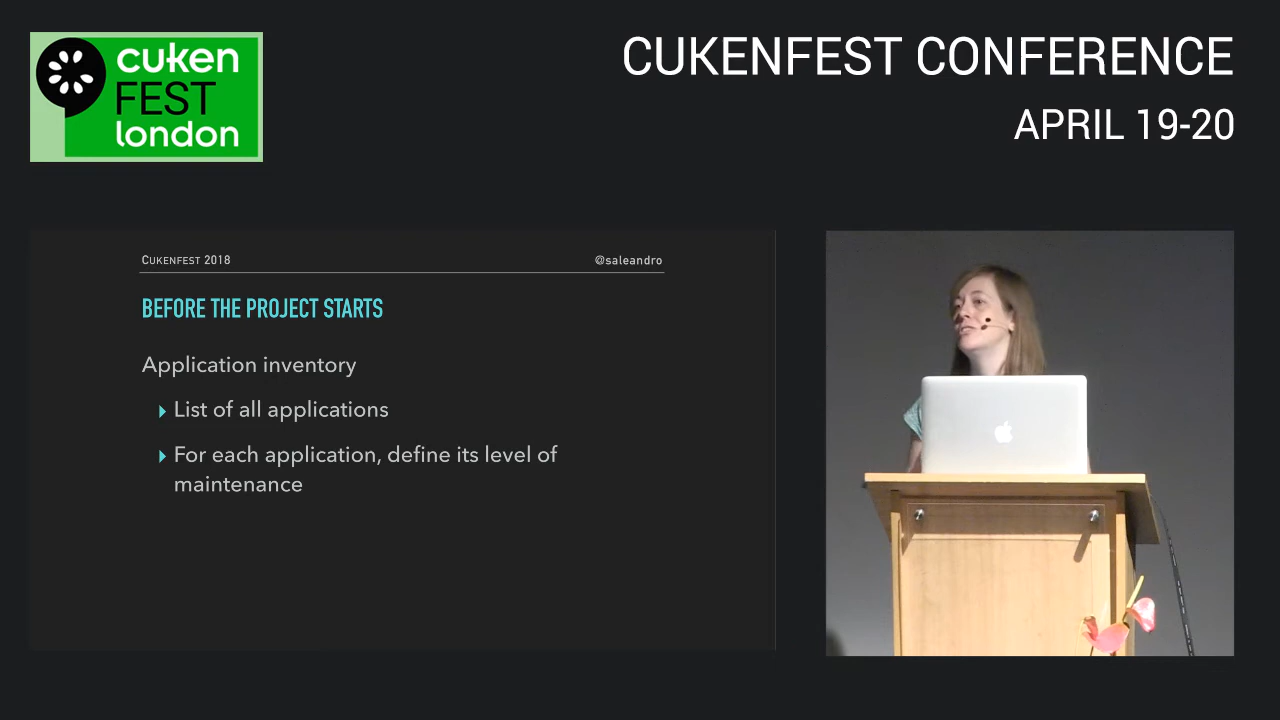 cuken
FEST
london
CUKENFEST CONFERENCE
APRIL 19-20
CUKENFEST 2018
@saleandro
BEFORE THE PROJECT STARTS
Application inventory
List of all applications
For each application, define its level of
maintenance